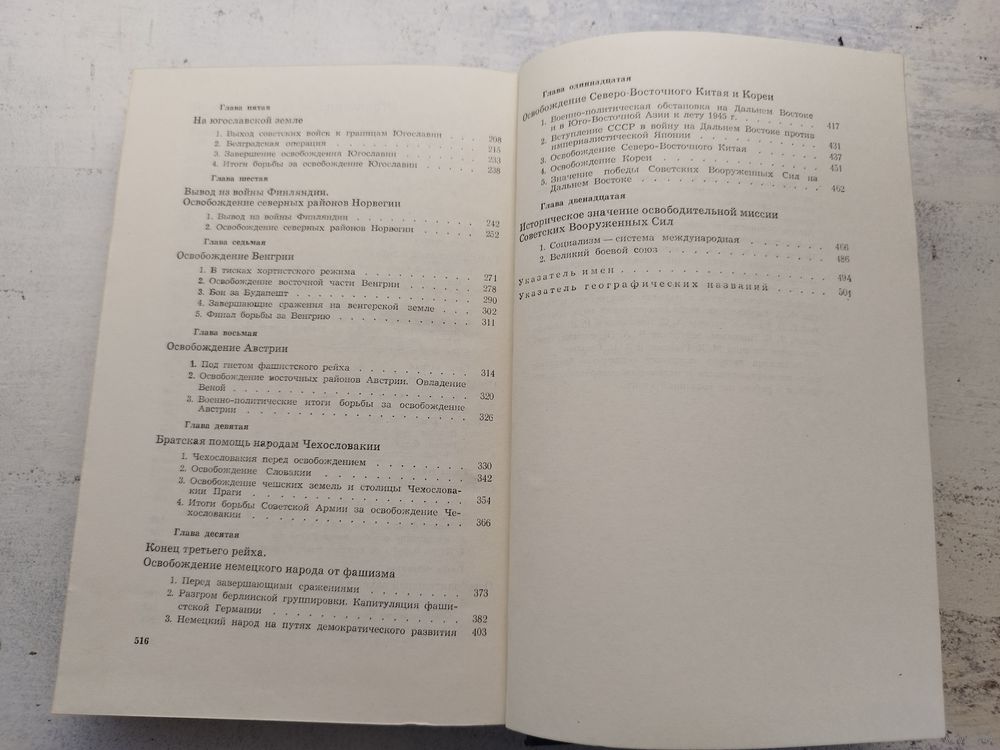 Глава пятая
На югославской земле
1. Выход советских войск к границам Югославии . . . 208
2. Белградская операция . . . . . . . . . . 215
3. Завершение освобождения Югославии . . . . . . 233
4. Итоги борьбы за освобождение Югославии . . . . . 238
Глава шестая
Вывод из войны Финляндии.
Освобождение северных районов Норвегии
1. Вывод из войны Финляндии . . . . . . . . . 242
2. Освобождение северных районов Норвегии . . . . 252
Глава седьмая
Освобождение Венгрии
1. В тисках хортистского режима . . . . . . . . 271
2. Освобождение восточной части Венгрии . . . . . 278
3. Бои за Будапешт . . . . . . . . . . . . 290
4. Завершающие сражения на венгерской земле . . . 302
5. Финал борьбы за Венгрию . . . . . . . . . 311
Глава восьмая
Освобождение Австрии
1. Под гнетом фашистского рейха . . . . . . . . 314
2. Освобождение восточных районов Австрии. Овладение
Веной . . . . . . . . . . . . . . . . 320
3. Военно-политические итоги борьбы за освобождение
Австрии . . . . . . . . . . . . . . . 326
Глава девятая
Братская помощь народам Чехословакии
1. Чехословакия перед освобождением . . . . . . . 330
2. Освобождение Словакии . . . . . . . . . . 342
3. Освобождение чешских земель и столицы Чехослова-
кии Праги . . . . . . . . . . . . . . 354
4. Итоги борьбы Советской Армии за освобождение Че-
хословакии . . . . . . . . . . . . . . 366
Глава десятая
Конец третьего рейха.
Освобождение немецкого народа от фашизма
1. Перед завершающими сражениями . . . . . . . 373
2. Разгром берлинской группировки. Капитуляция фаши-
стской Германии . . . . . . . . . . . . . 382
3. Немецкий народ на путях демократического развития 403
516
Глава одиннадцатая
Освобождение Северо-Восточного Китая и Кореи
1. Военно-политическая обстановка на Дальнем Востоке
и в Юго-Восточной Азии к лету 1945 г. . . . . . . . 417
2. Вступление СССР в войну на Дальнем Востоке против
империалистической Японии . . . . . . . . . 431
3. Освобождение Северо-Восточного Китая . . . . . 437
4. Освобождение Кореи . . . . . . . . . . . 451
5. Значение победы Советских Вооруженных Сил на
Дальнем Востоке . . . . . . . . . . . . 462
Глава двенадцатая
Историческое значение освободительной миссии
Советских Вооруженных Сил
1. Социализм — система международная . . . . . . 466
2. Великий боевой союз . . . . . . . . . . . 486
Указатель имен . . . . . . . . . . . . . 494
Указатель географических названий . . . . . 501